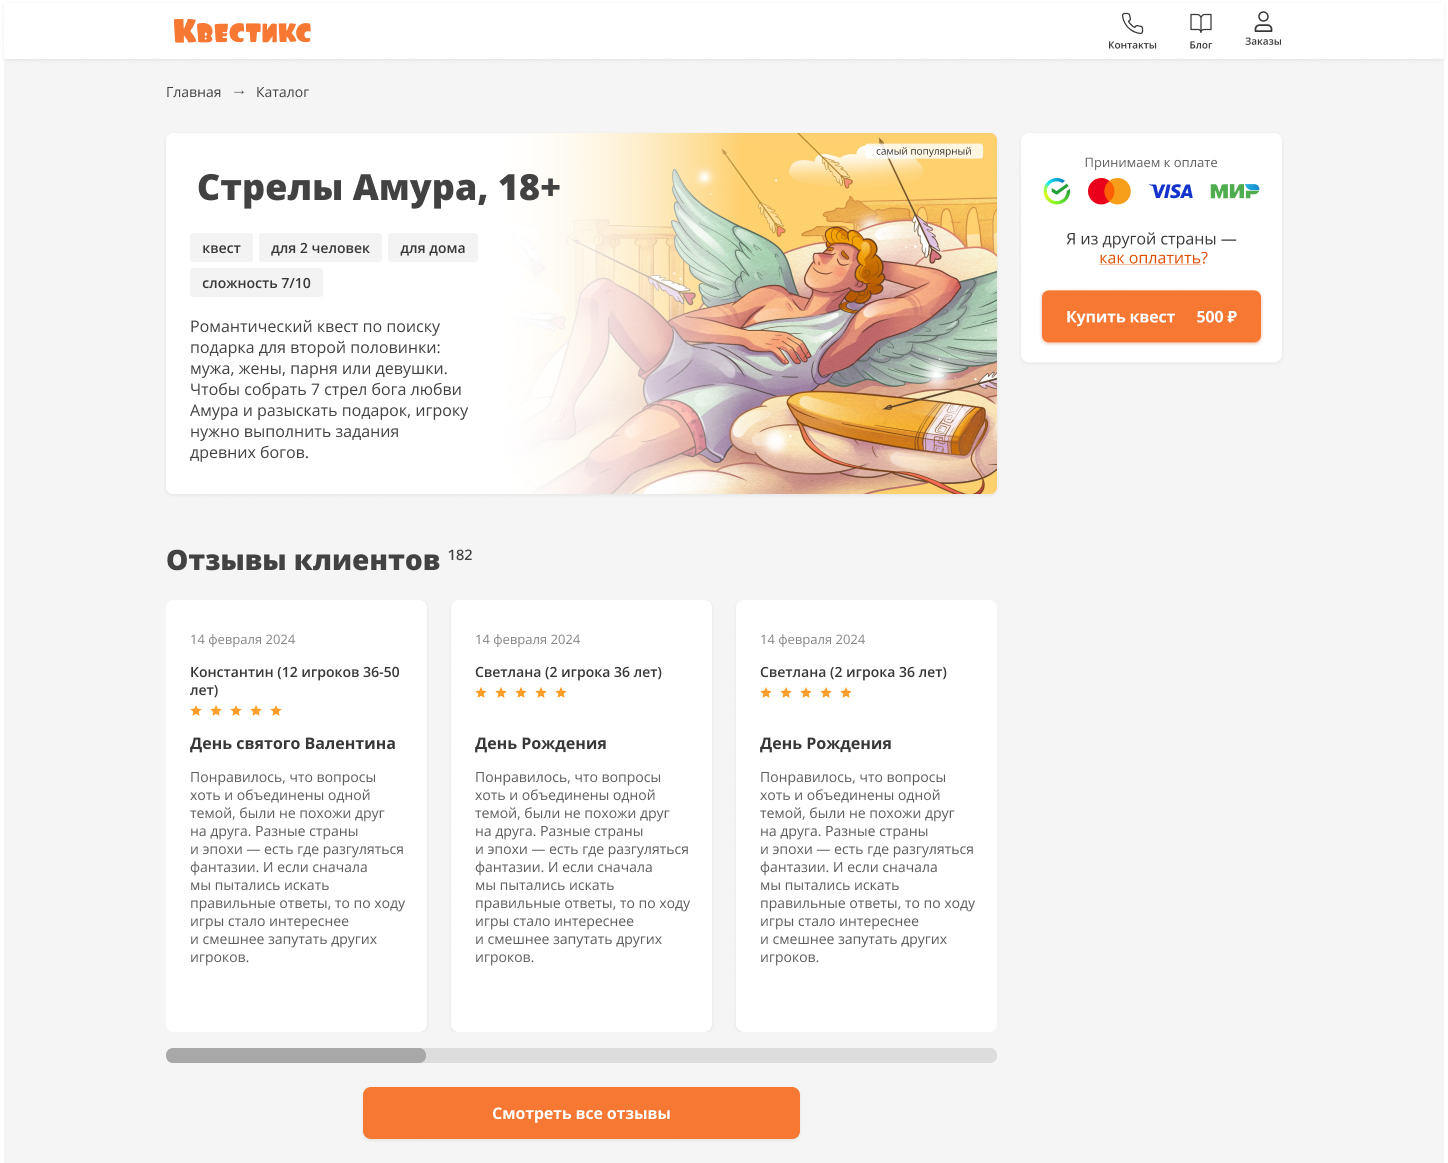 Квестикс
Контакты
Блог
Заказы
Главная → Каталог
самый популярный
Стрелы Амура, 18+
квест
для 2 человек
для дома
сложность 7/10
Романтический квест по поиску
подарка для второй половинки:
мужа, жены, парня или девушки.
Чтобы собрать 7 стрел бога любви
Амура и разыскать подарок, игроку
нужно выполнить задания
древних богов.
Принимаем к оплате
VISA
МИР
Я из другой страны —
как оплатить?
Купить квест 500 ₽
Отзывы клиентов 182
14 февраля 2024
Константин (12 игроков 36-50
лет)
День святого Валентина
Понравилось, что вопросы
хоть и объединены одной
темой, были не похожи друг
на друга. Разные страны
и эпохи — есть где разгуляться
фантазии. И если сначала
мы пытались искать
правильные ответы, то по ходу
игры стало интереснее
и смешнее запутать других
игроков.
14 февраля 2024
Светлана (2 игрока 36 лет)
День Рождения
Понравилось, что вопросы
хоть и объединены одной
темой, были не похожи друг
на друга. Разные страны
и эпохи — есть где разгуляться
фантазии. И если сначала
мы пытались искать
правильные ответы, то по ходу
игры стало интереснее
и смешнее запутать других
игроков.
14 февраля 2024
Светлана (2 игрока 36 лет)
День Рождения
Понравилось, что вопросы
хоть и объединены одной
темой, были не похожи друг
на друга. Разные страны
и эпохи — есть где разгуляться
фантазии. И если сначала
мы пытались искать
правильные ответы, то по ходу
игры стало интереснее
и смешнее запутать других
игроков.
Смотреть все отзывы